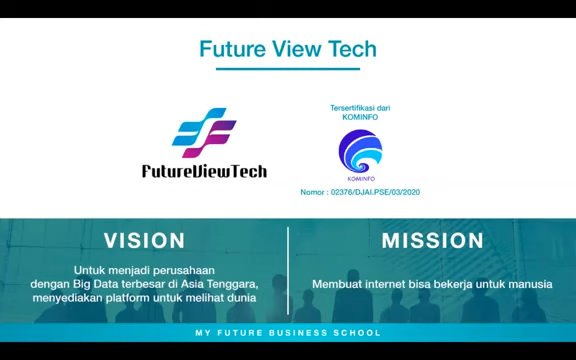 Future View Tech
FutureViewTech
Tersertifikasi dari
KOMINFO
KOMINFO
Nomor : 02376/DJAI.PSE/03/2020
VISION
Untuk menjadi perusahaan
dengan Big Data terbesar di Asia Tenggara,
menyediakan platform untuk melihat dunia
MISSION
Membuat internet bisa bekerja untuk manusia
MY FUTURE BUSINESS SCHOOL